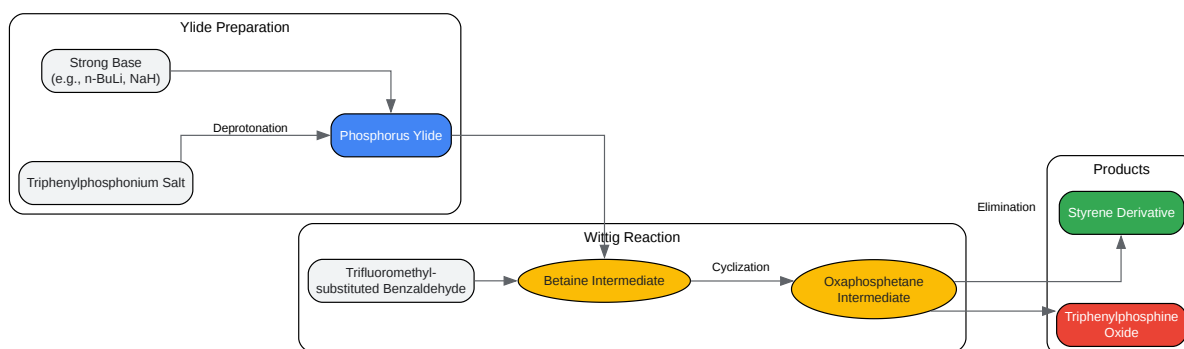 Ylide Preparation
Strong Base
(e.g., n-BuLi, NaH)
Deprotonation
Phosphorus Ylide
Triphenylphosphonium Salt
Products
Elimination
Styrene Derivative
Wittig Reaction
Trifluoromethyl-
substituted Benzaldehyde
Betaine Intermediate
Cyclization
Oxaphosphetane
Intermediate
Triphenylphosphine
Oxide